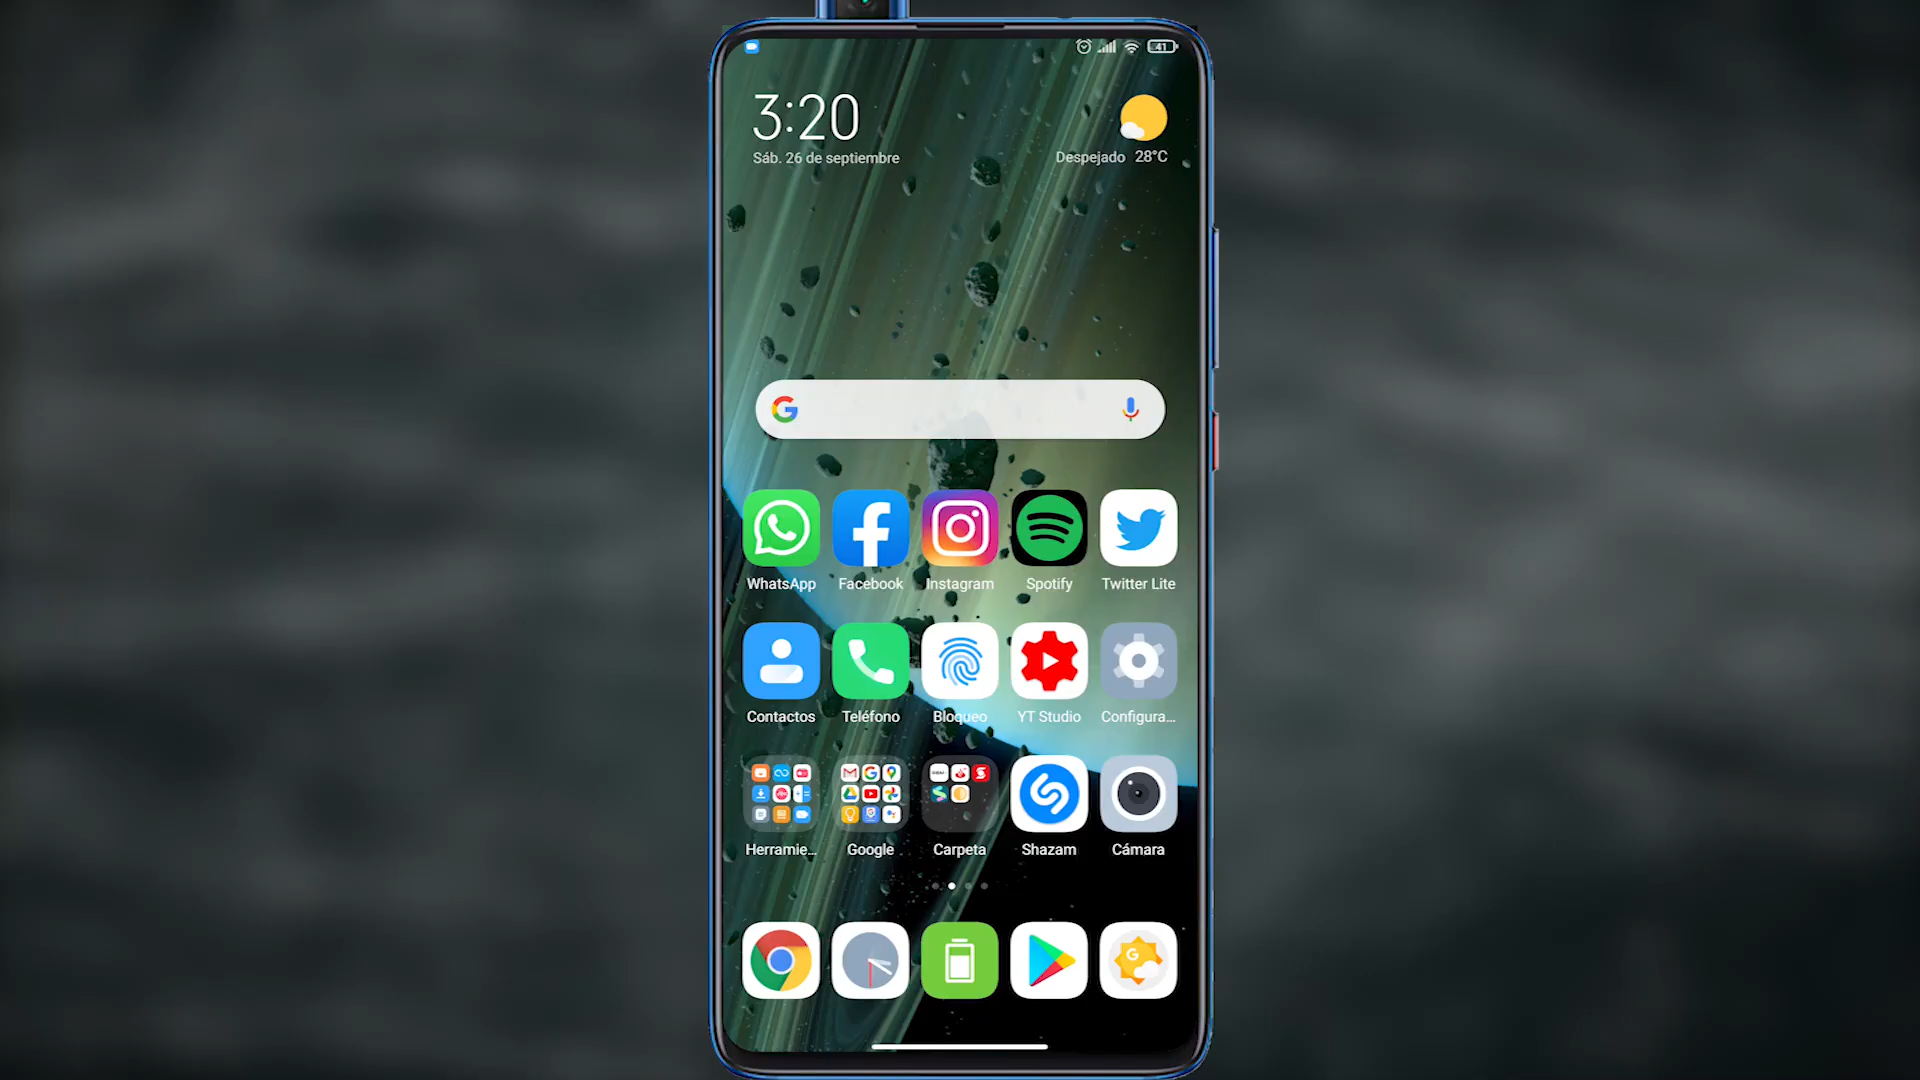 41
3:20
Sáb. 26 de septiembre
Despejado 28°C
WhatsApp
Facebook
Instagram
Spotify
Twitter Lite
Contactos
Teléfono
Bloqueo
YT Studio
Configura...
Herramie...
Google
Carpeta
Shazam
Cámara